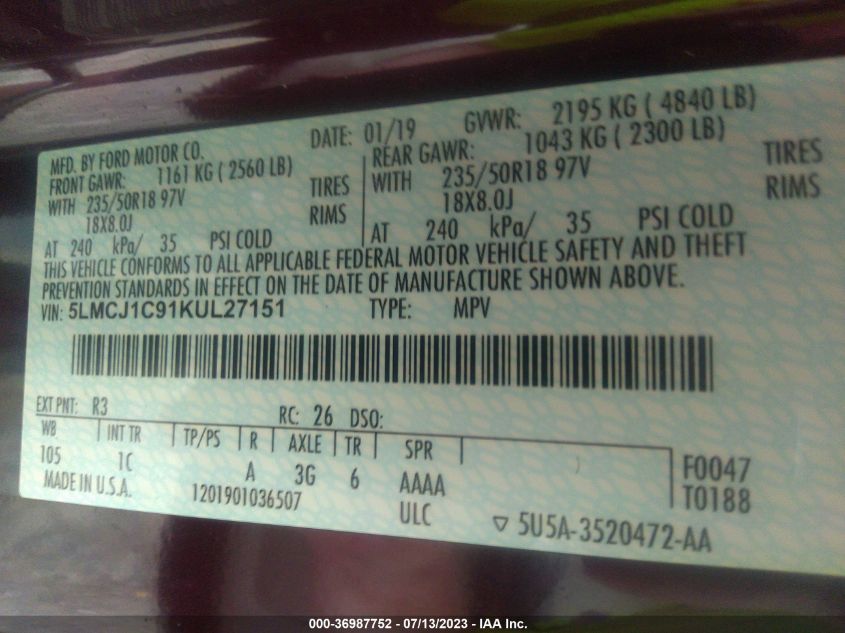 MFD. BY FORD MOTOR CO.
DATE: 01/19 GVWR: 2195 KG ( 4840 LB)
FRONT GAWR: 1161 KG ( 2560 LB)
REAR GAWR: 1043 KG ( 2300 LB)
WITH 235/50R18 97V TIRES
WITH 235/50R18 97V TIRES
18X8.0J RIMS
18X8.0J RIMS
AT 240 kPa/ 35 PSI COLD
AT 240 kPa/ 35 PSI COLD
THIS VEHICLE CONFORMS TO ALL APPLICABLE FEDERAL MOTOR VEHICLE SAFETY AND THEFT
PREVENTION STANDARDS IN EFFECT ON THE DATE OF MANUFACTURE SHOWN ABOVE.
VIN: 5LMCJ1C91KUL27151 TYPE: MPV
EXT PNT: R3 RC: 26 DSO:
WB INT TR TP/PS R AXLE TR SPR
105 1C A 3G 6 AAAA F0047
MADE IN U.S.A. 1201901036507 ULC T0188
5U5A-3520472-AA
000-36987752 - 07/13/2023 - IAA Inc.